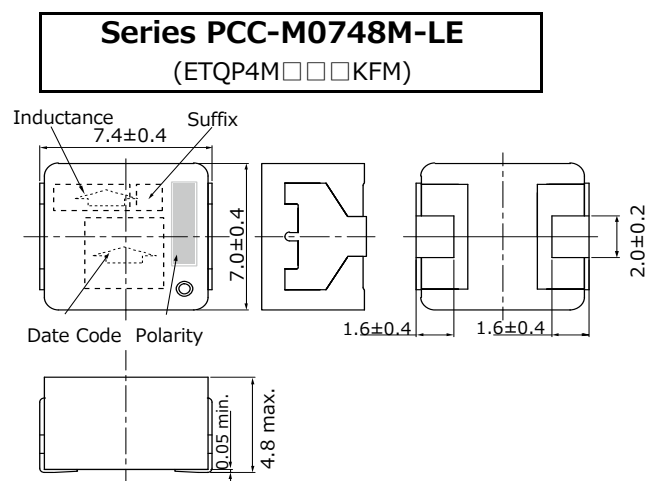 Series PCC-M0748M-LE
(ETQP4M□□□KFM)
Inductance
Suffix
7.4±0.4
7.0±0.4
2.0±0.2
Date Code
Polarity
1.6±0.4
1.6±0.4
0.05 min.
4.8 max.